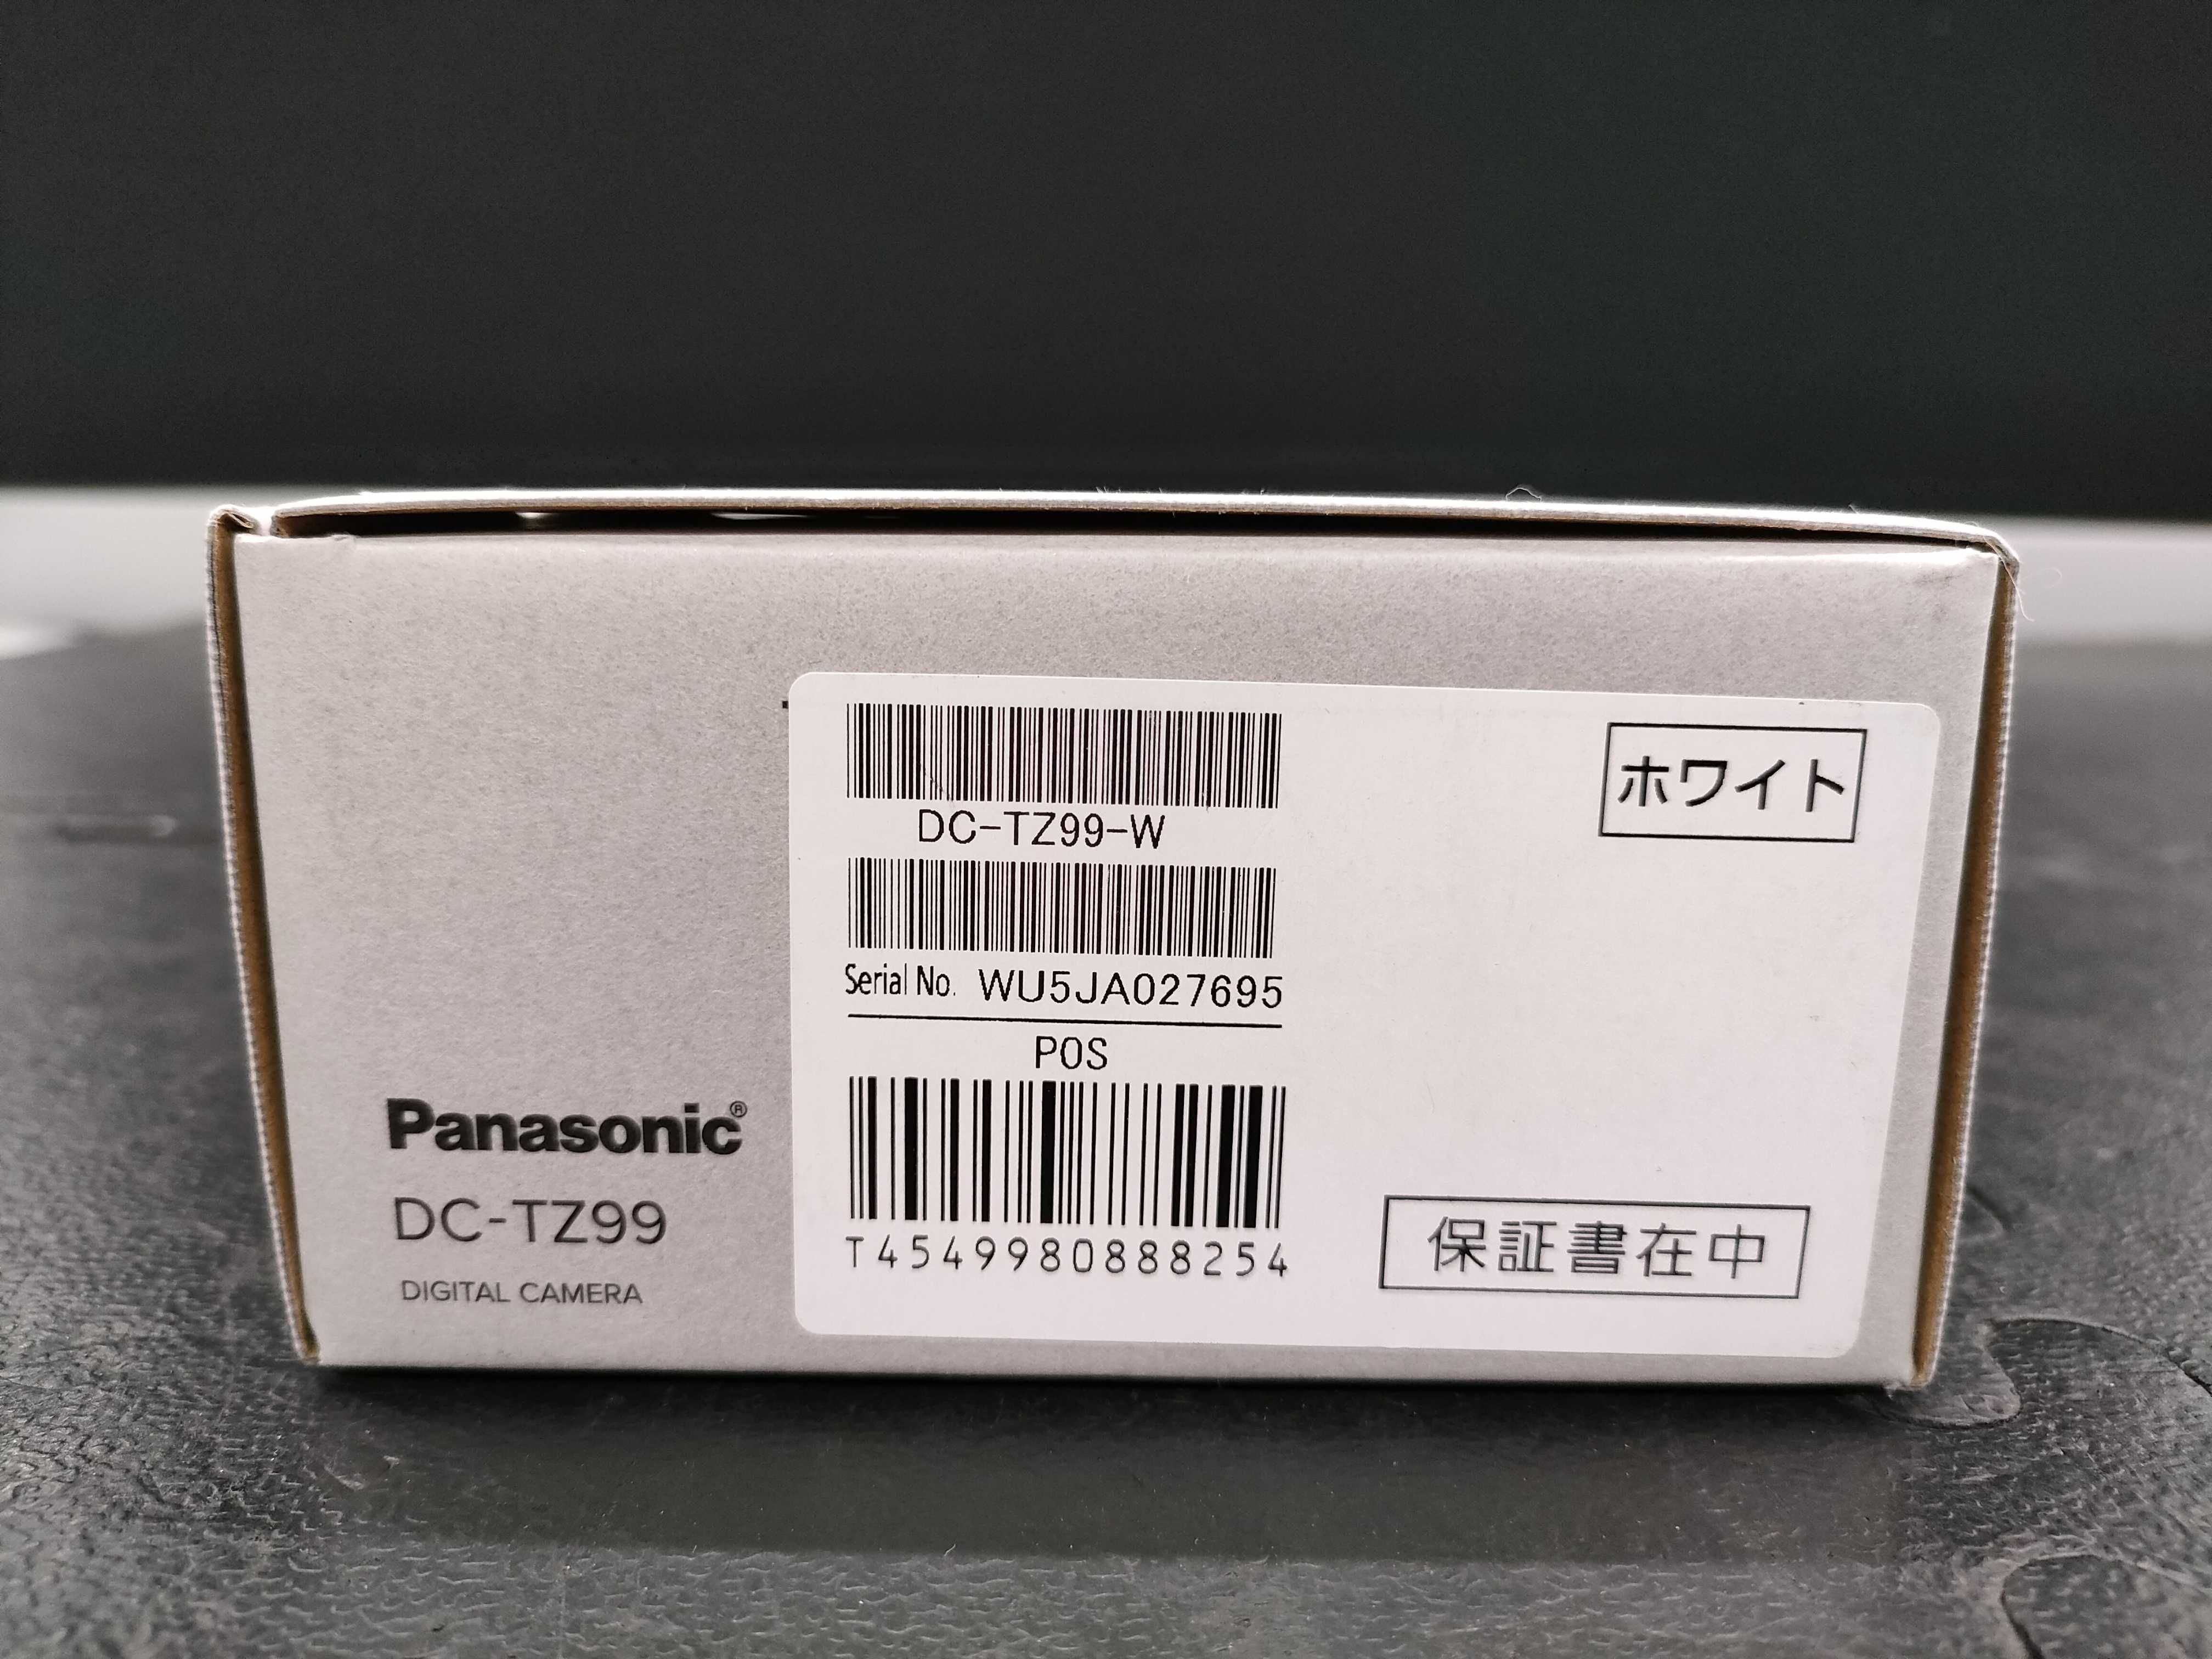 DC-TZ99-W
ホワイト
Serial No. WU5JA027695
POS
T4549980888254
保証書在中
Panasonic®
DC-TZ99
DIGITAL CAMERA